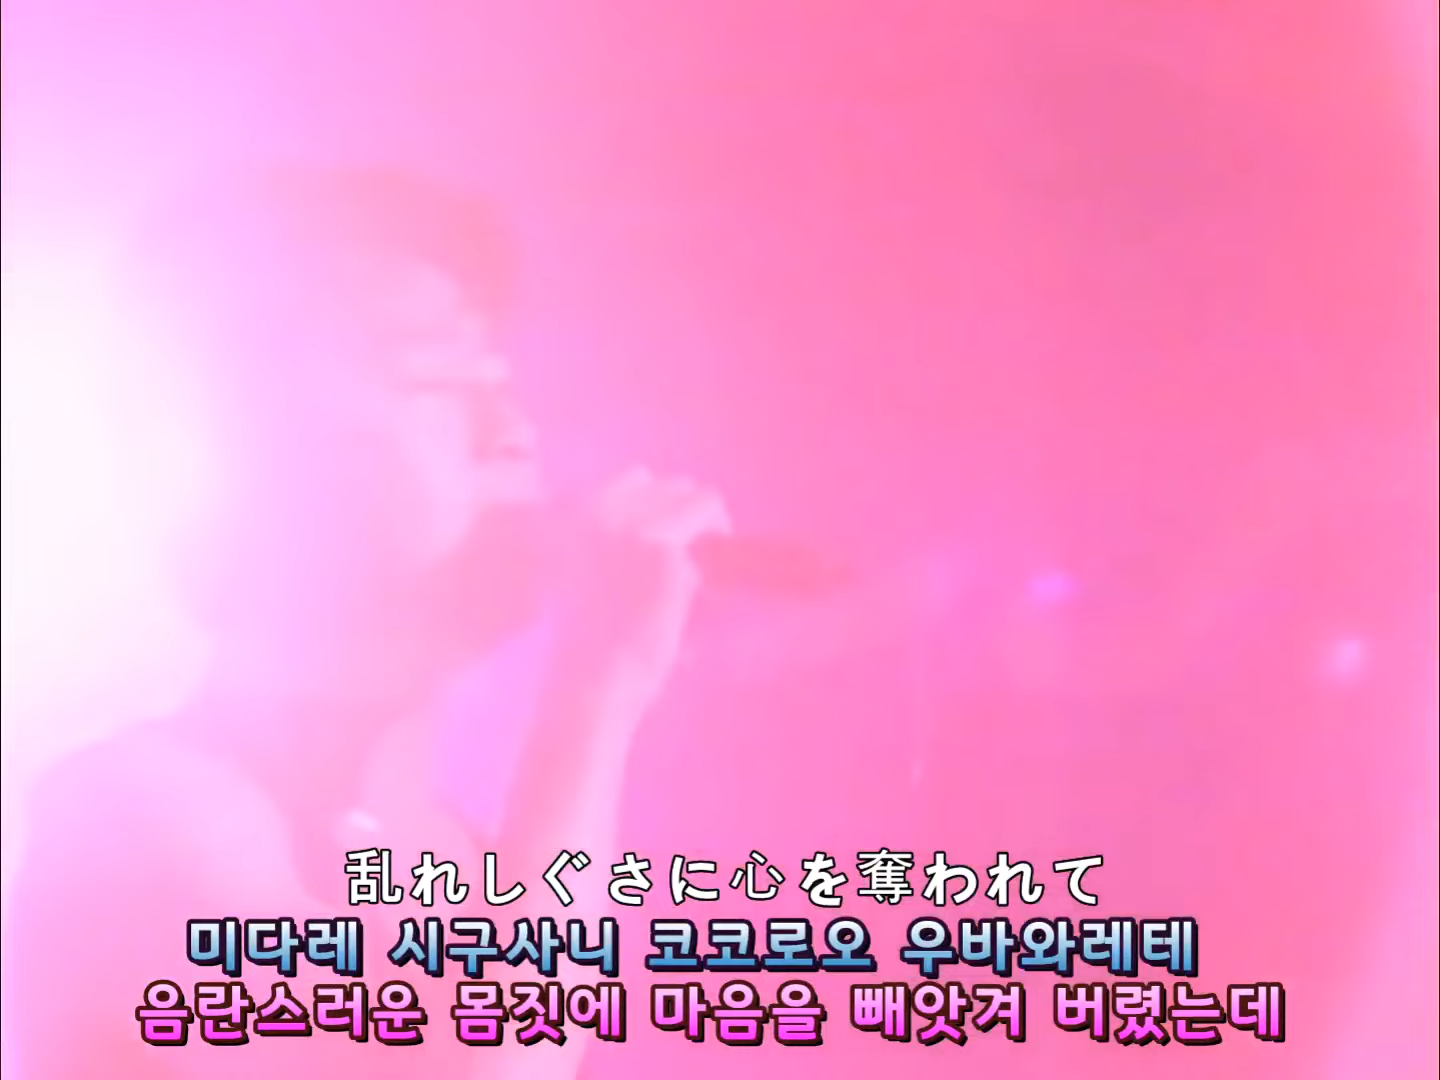 乱れしぐさに心を奪われて
미다레 시구사니 코코로오 우바와레테
음란스러운 몸짓에 마음을 빼앗겨 버렸는데